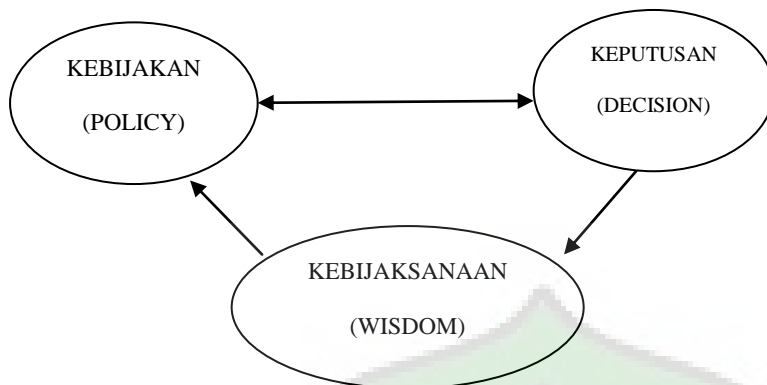 KEBIJAKAN
(POLICY)
KEPUTUSAN
(DECISION)
KEBIJAKSANAAN
(WISDOM)